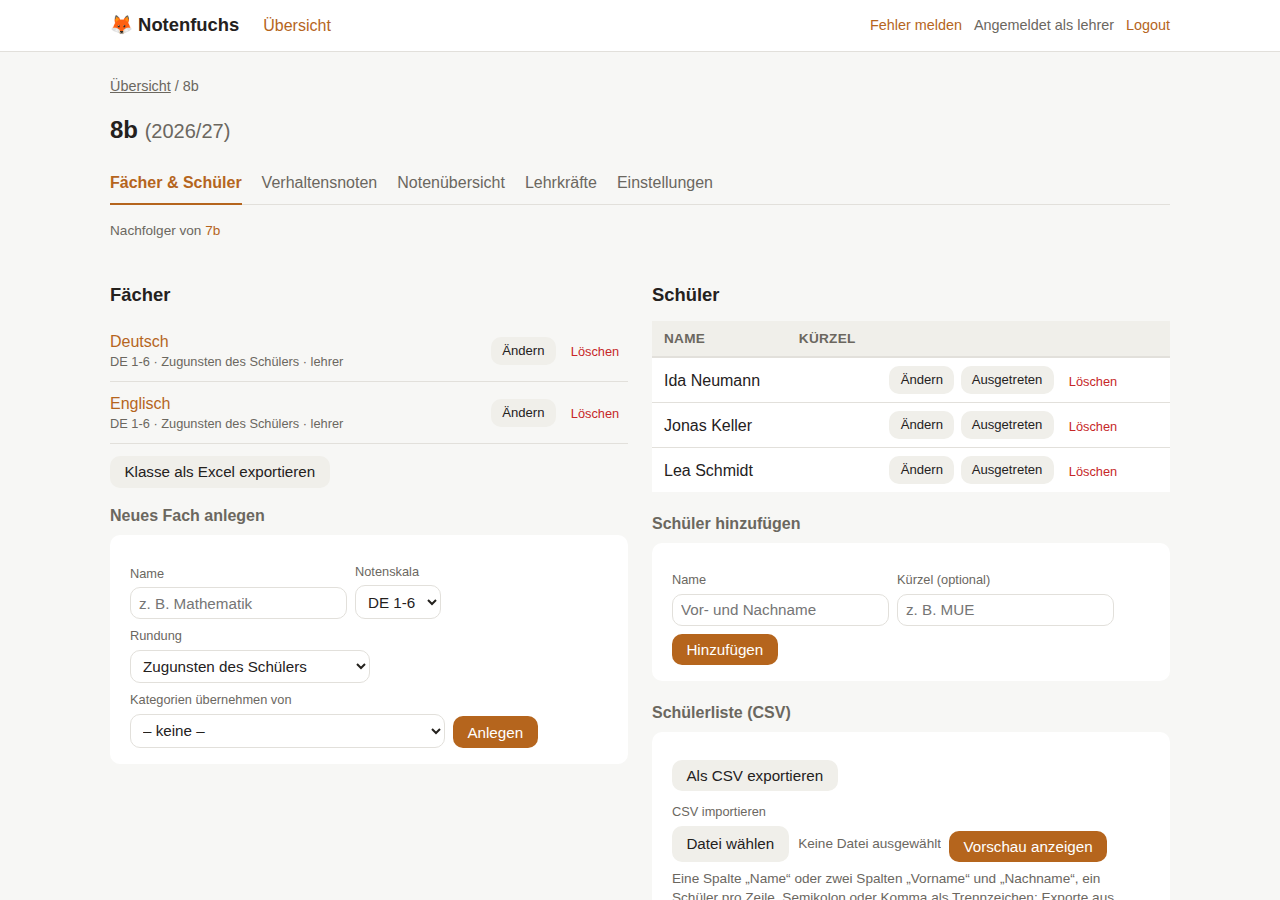 🦊 Notenfuchs Übersicht Fehler melden Angemeldet als lehrer Logout
Übersicht / 8b
8b (2026/27)
Fächer & Schüler Verhaltensnoten Notenübersicht Lehrkräfte Einstellungen
Nachfolger von 7b
Fächer
Deutsch
DE 1-6 · Zugunsten des Schülers · lehrer
Ändern Löschen
Englisch
DE 1-6 · Zugunsten des Schülers · lehrer
Ändern Löschen
Klasse als Excel exportieren
Neues Fach anlegen
Name Notenskala
z. B. Mathematik DE 1-6
Rundung
Zugunsten des Schülers
Kategorien übernehmen von
– keine – Anlegen
Schüler
NAME KÜRZEL
Ida Neumann Ändern Ausgetreten Löschen
Jonas Keller Ändern Ausgetreten Löschen
Lea Schmidt Ändern Ausgetreten Löschen
Schüler hinzufügen
Name Kürzel (optional)
Vor- und Nachname z. B. MUE
Hinzufügen
Schülerliste (CSV)
Als CSV exportieren
CSV importieren
Datei wählen Keine Datei ausgewählt Vorschau anzeigen
Eine Spalte „Name“ oder zwei Spalten „Vorname“ und „Nachname“, ein
Schüler pro Zeile. Semikolon oder Komma als Trennzeichen; Exporte aus